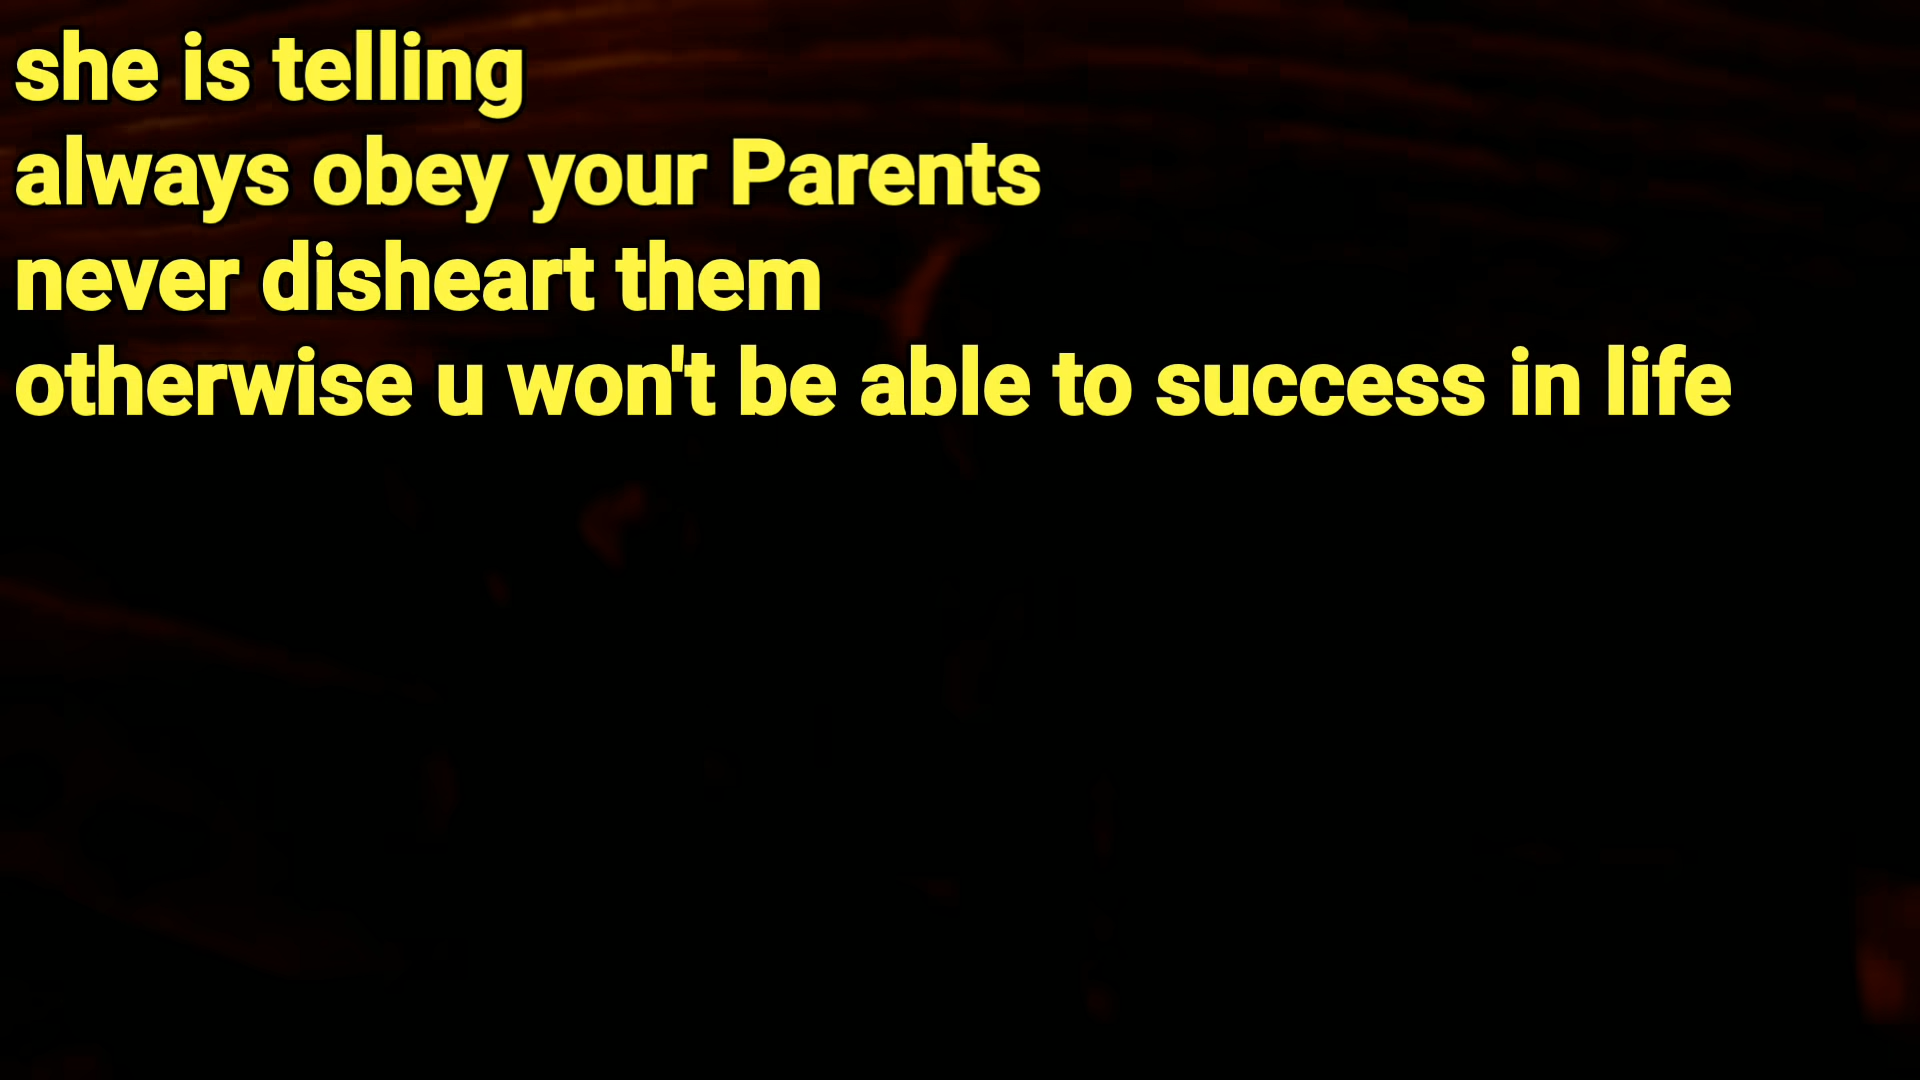 she is telling
always obey your Parents
never disheart them
otherwise u won't be able to success in life